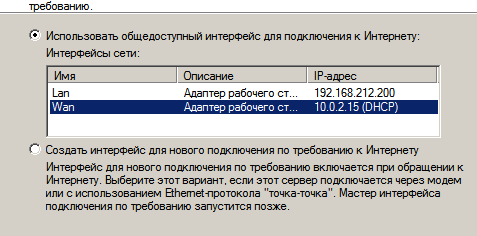 требованию.
Использовать общедоступный интерфейс для подключения к Интернету:
Интерфейсы сети:
Имя Описание IP-адрес
Lan Адаптер рабочего ст... 192.168.212.200
Wan Адаптер рабочего ст... 10.0.2.15 (DHCP)
Создать интерфейс для нового подключения по требованию к Интернету
Интерфейс для нового подключения по требованию включается при обращении к
Интернету. Выберите этот вариант, если этот сервер подключается через модем
или с использованием Ethernet-протокола "точка-точка". Мастер интерфейса
подключения по требованию запустится позже.